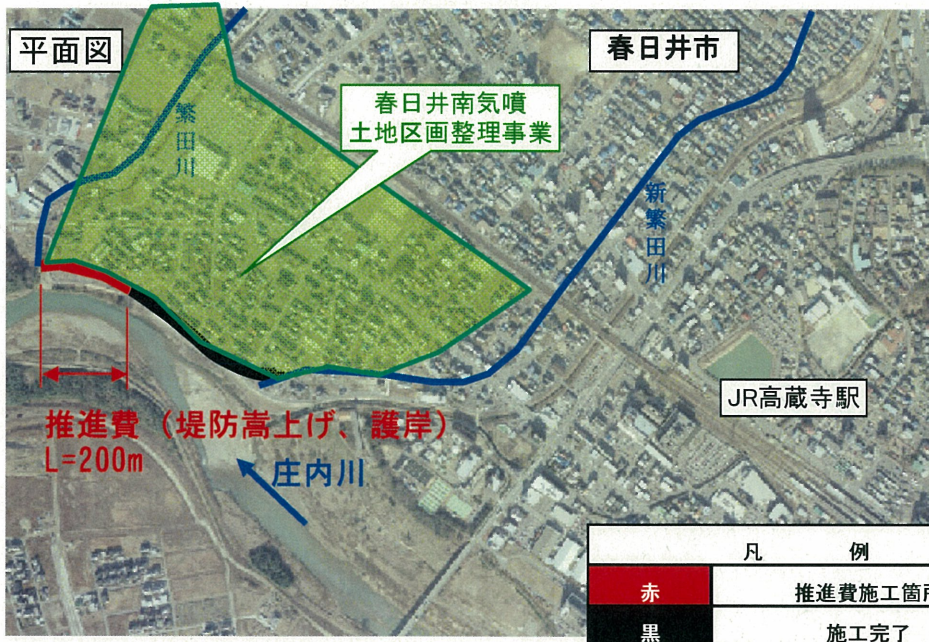 平面図
春日井市
春日井南気噴
土地区画整理事業
繁田川
新繁田川
JR高蔵寺駅
推進費（堤防嵩上げ、護岸）
L=200m
庄内川
凡 例
赤 推進費施工箇所
黒 施工完了